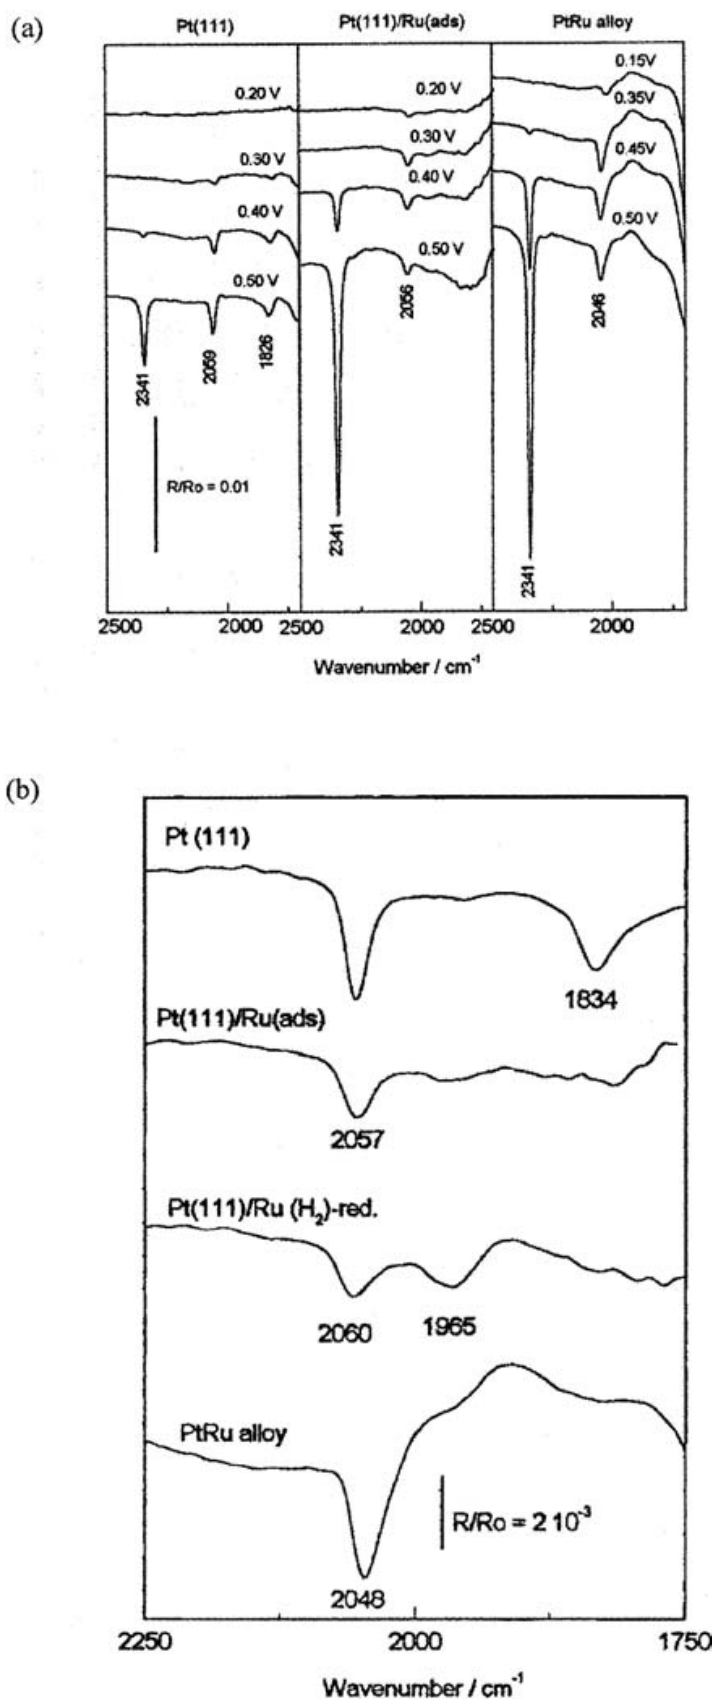 (a)
Pt(111) Pt(111)/Ru(ads) PtRu alloy
0.20 V
0.30 V
0.40 V
0.50 V
2341
2059
1826
R/Ro = 0.01
0.20 V
0.30 V
0.40 V
0.50 V
2056
2341
0.15V
0.35V
0.45V
0.50 V
2046
2341
2500 2000 2500 2000 2500 2000
Wavenumber / cm⁻¹
(b)
Pt (111)
1834
Pt(111)/Ru(ads)
2057
Pt(111)/Ru (H₂)-red.
2060 1965
PtRu alloy
R/Ro = 2 10⁻³
2048
2250 2000 1750
Wavenumber / cm⁻¹